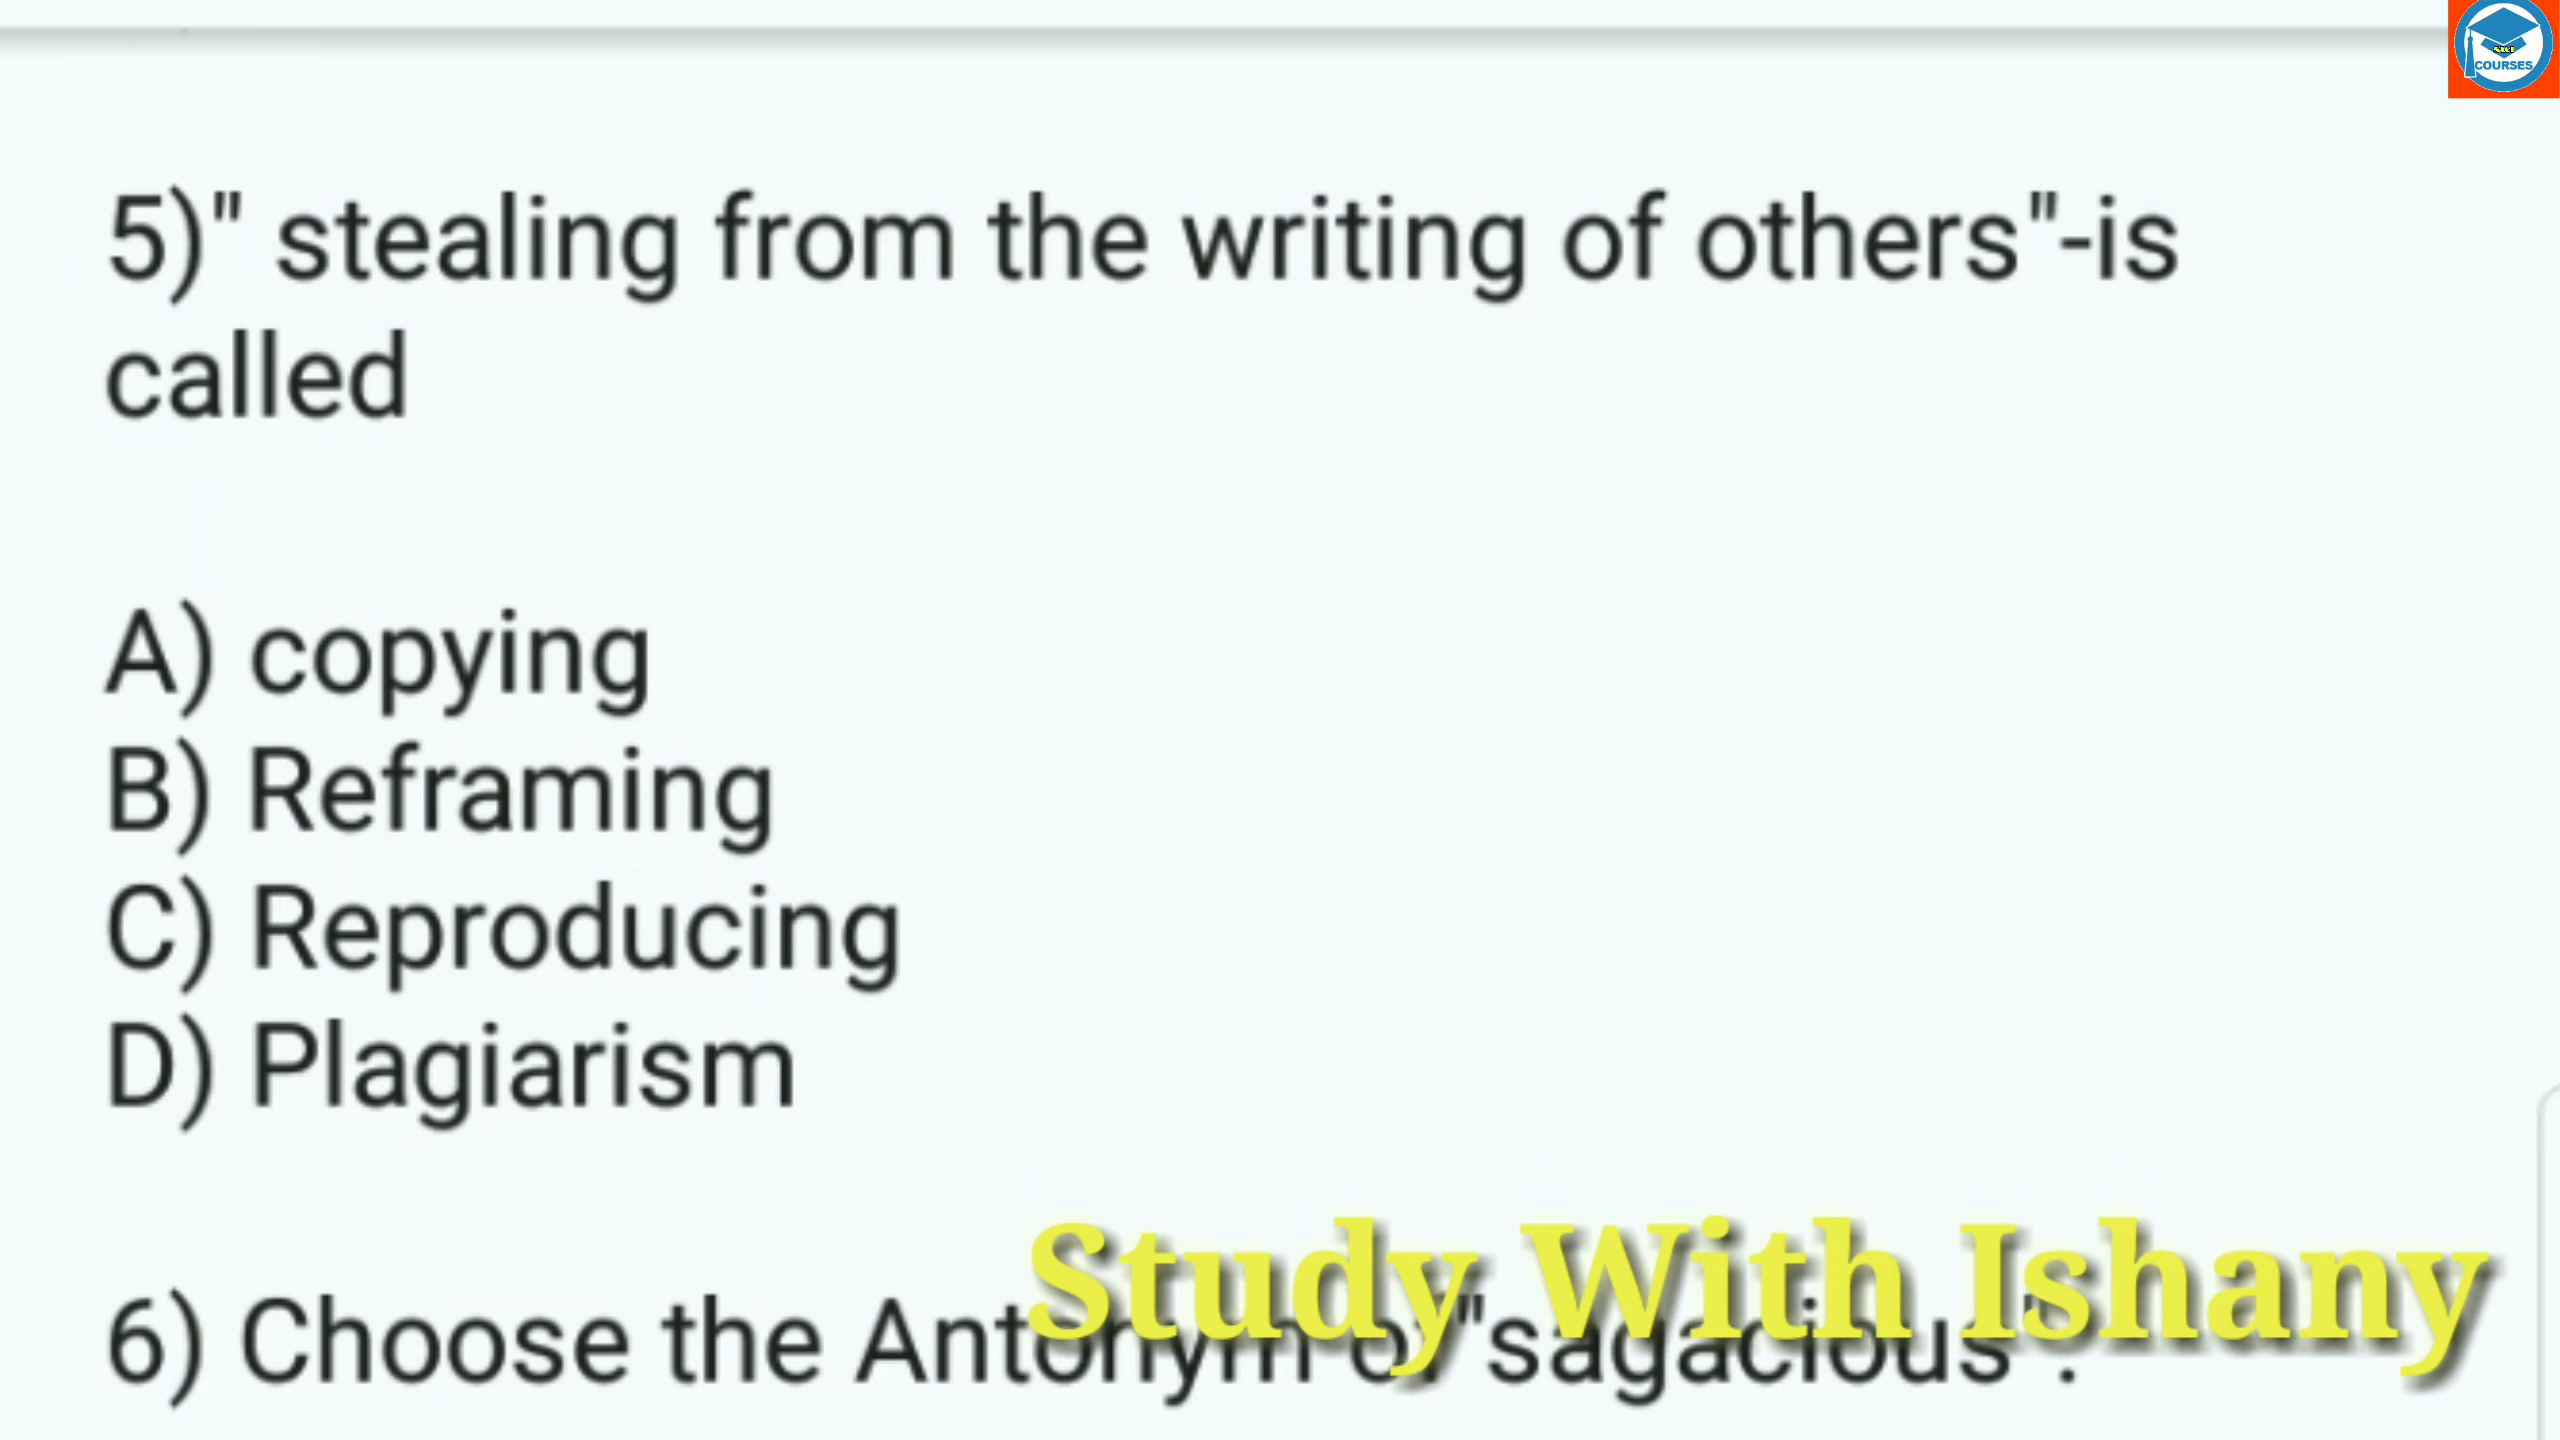 COURSES
5)" stealing from the writing of others"-is
called
A) copying
B) Reframing
C) Reproducing
D) Plagiarism
Study With Ishany
6) Choose the Antonym of "sagacious".